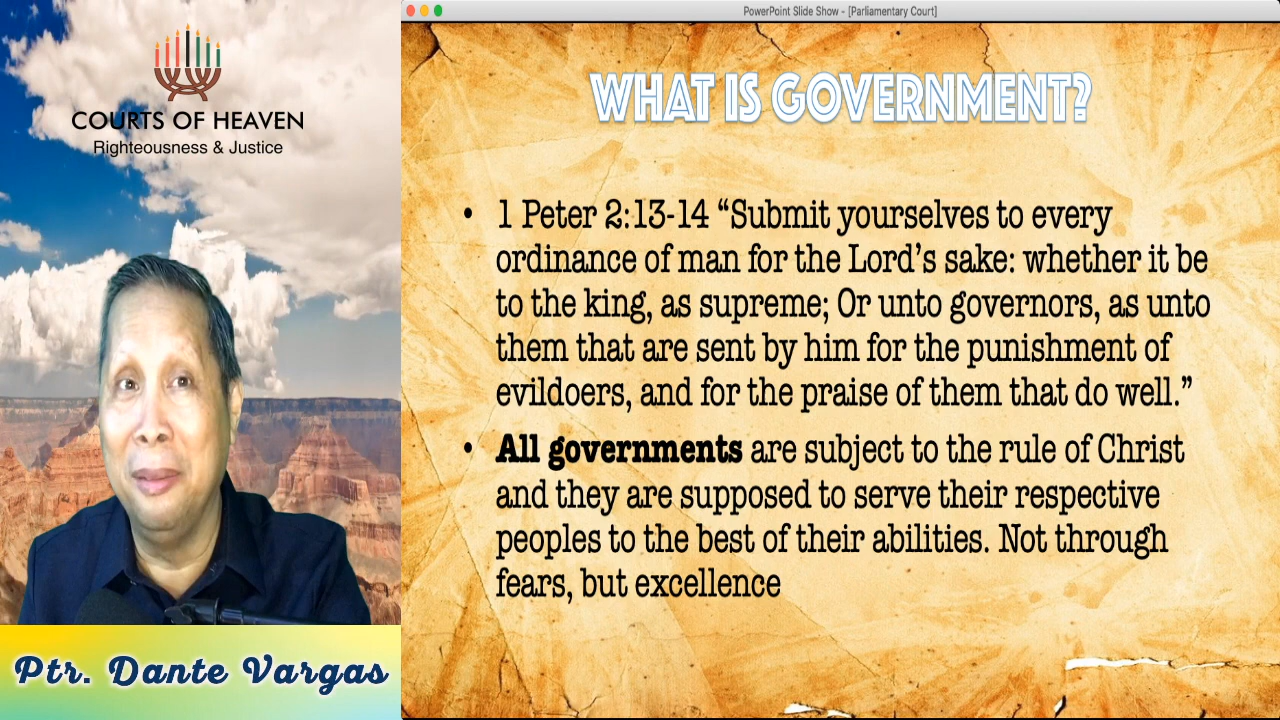 PowerPoint Slide Show - [Parliamentary Court]
COURTS OF HEAVEN
Righteousness & Justice
WHAT IS GOVERNMENT?
• 1 Peter 2:13-14 “Submit yourselves to every
ordinance of man for the Lord’s sake: whether it be
to the king, as supreme; Or unto governors, as unto
them that are sent by him for the punishment of
evildoers, and for the praise of them that do well.”
• All governments are subject to the rule of Christ
and they are supposed to serve their respective
peoples to the best of their abilities. Not through
fears, but excellence
Ptr. Dante Vargas